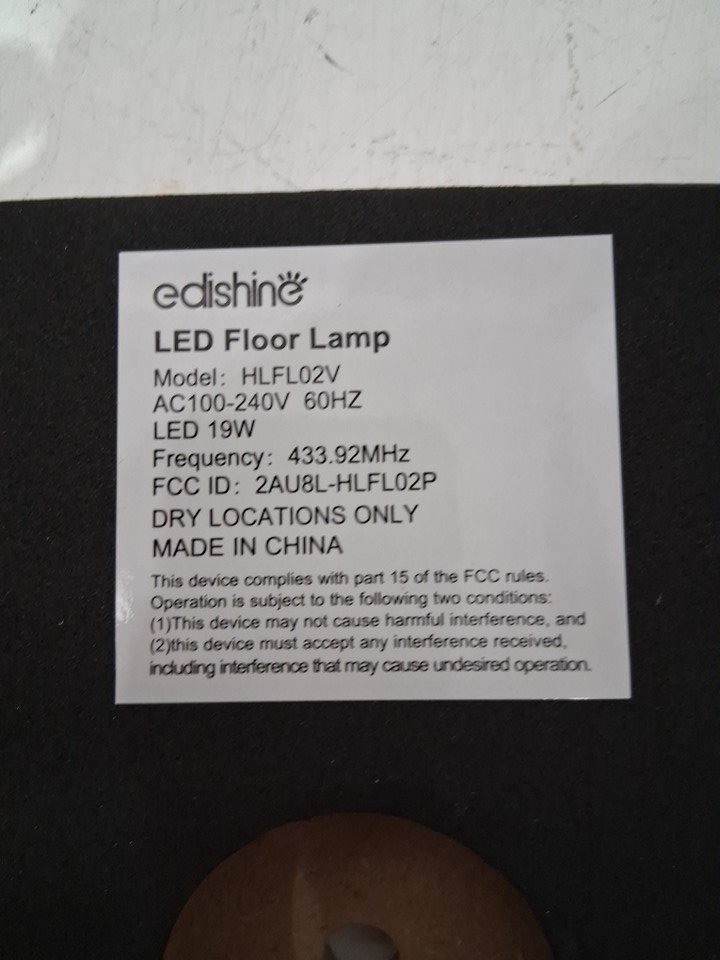 edishine
LED Floor Lamp
Model: HLFL02V
AC100-240V 60HZ
LED 19W
Frequency: 433.92MHz
FCC ID: 2AU8L-HLFL02P
DRY LOCATIONS ONLY
MADE IN CHINA
This device complies with part 15 of the FCC rules.
Operation is subject to the following two conditions:
(1)This device may not cause harmful interference, and
(2)this device must accept any interference received,
including interference that may cause undesired operation.